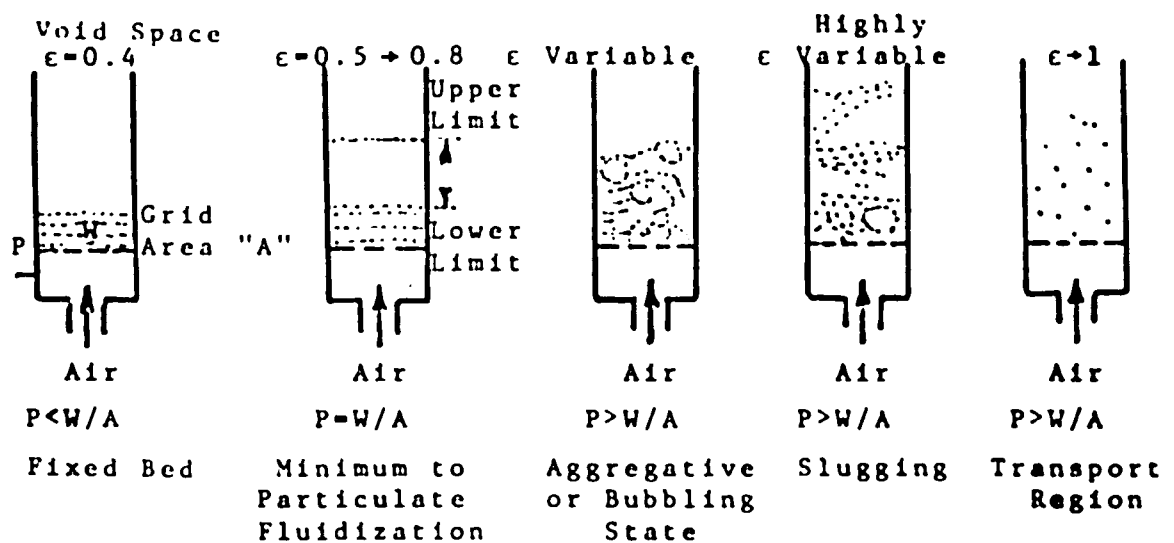 Void Space
ε=0.4
ε=0.5→0.8
ε Variable
Highly
ε Variable
ε→1
Upper
Limit
Grid
Area "A"
W
P
Lower
Limit
Air
Air
Air
Air
Air
P<W/A
P=W/A
P>W/A
P>W/A
P>W/A
Fixed Bed
Minimum to
Particulate
Fluidization
Aggregative
or Bubbling
State
Slugging
Transport
Region